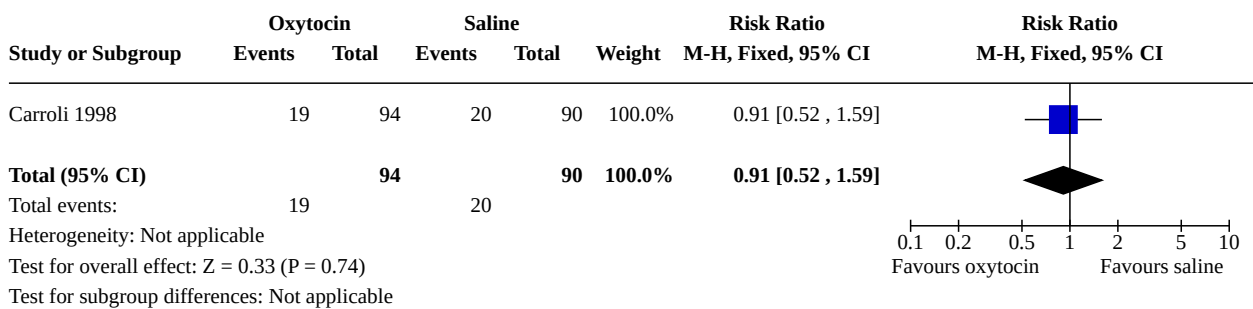 Oxytocin Saline Risk Ratio Risk Ratio
Study or Subgroup Events Total Events Total Weight M-H, Fixed, 95% CI M-H, Fixed, 95% CI
Carroli 1998 19 94 20 90 100.0% 0.91 [0.52 , 1.59]
Total (95% CI) 94 90 100.0% 0.91 [0.52 , 1.59]
Total events: 19 20
Heterogeneity: Not applicable
Test for overall effect: Z = 0.33 (P = 0.74)
Test for subgroup differences: Not applicable
0.1 0.2 0.5 1 2 5 10
Favours oxytocin Favours saline